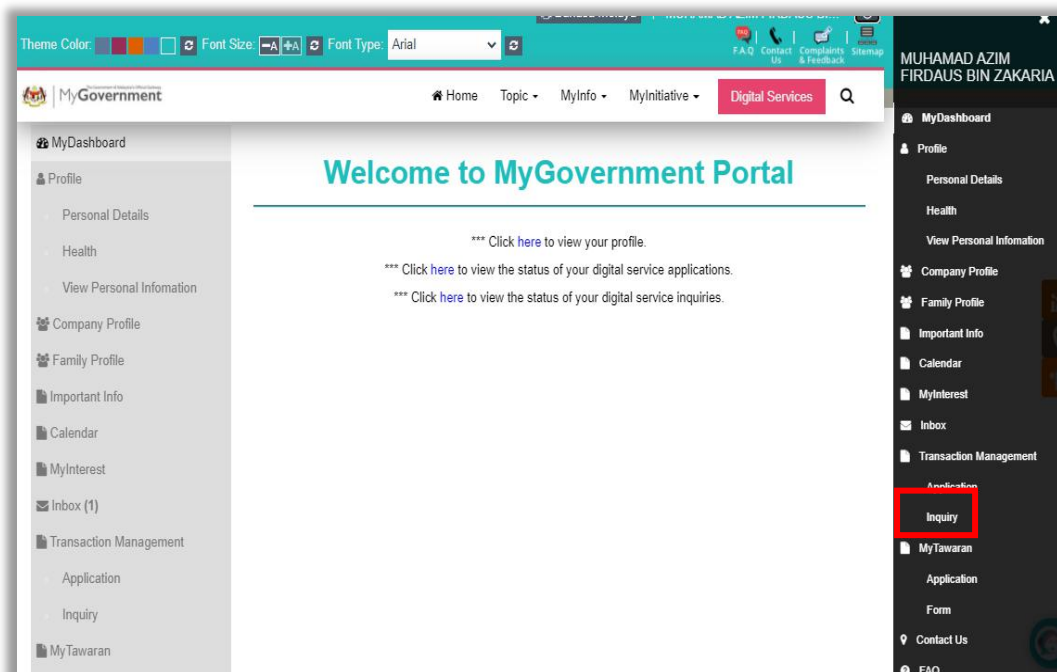 MUHAMAD AZIM FIRDAUS BI...
Theme Color: Font Size: -A +A Font Type: Arial
F.A.Q Contact Us Complaints & Feedback Sitemap
MyGovernment
Home Topic MyInfo MyInitiative Digital Services
MyDashboard
Profile
Personal Details
Health
View Personal Infomation
Company Profile
Family Profile
Important Info
Calendar
MyInterest
Inbox (1)
Transaction Management
Application
Inquiry
MyTawaran
Welcome to MyGovernment Portal
*** Click here to view your profile.
*** Click here to view the status of your digital service applications.
*** Click here to view the status of your digital service inquiries.
MUHAMAD AZIM
FIRDAUS BIN ZAKARIA
MyDashboard
Profile
Personal Details
Health
View Personal Infomation
Company Profile
Family Profile
Important Info
Calendar
MyInterest
Inbox
Transaction Management
Application
Inquiry
MyTawaran
Application
Form
Contact Us
FAQ